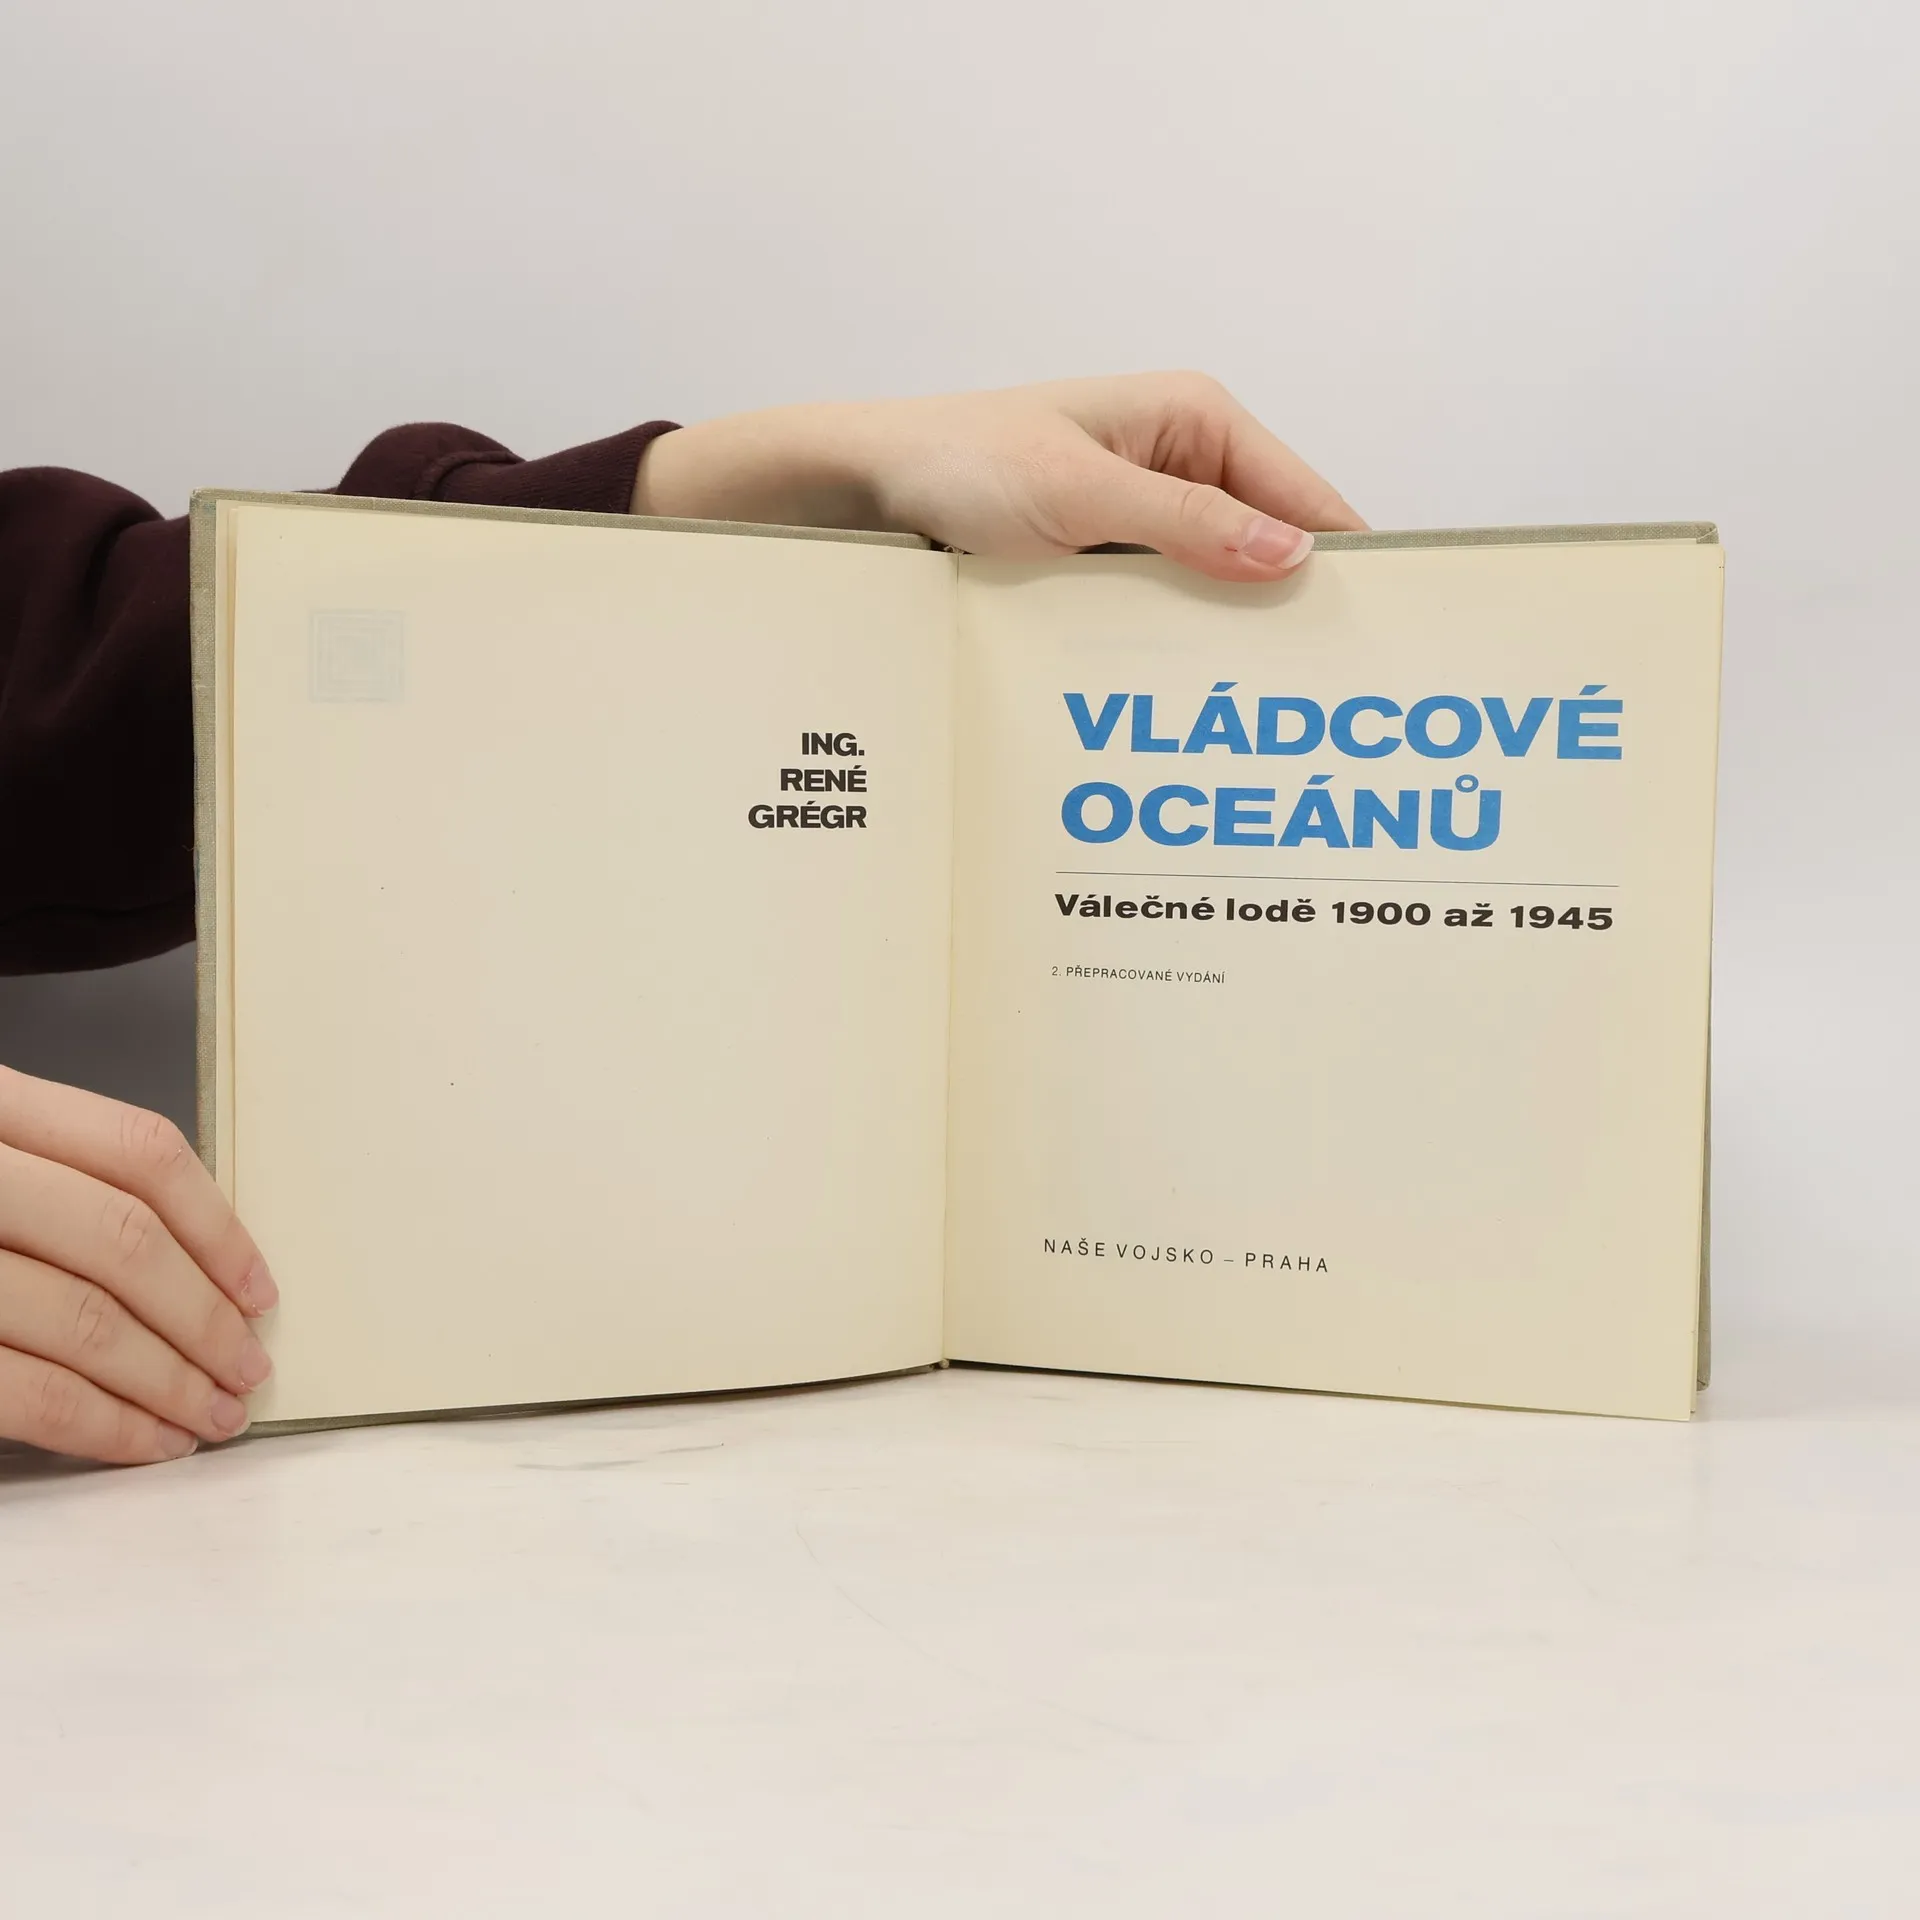 ING.
RENÉ
GRÉGR
VLÁDCOVÉ
OCEÁNŮ
Válečné lodě 1900 až 1945
2. PŘEPRACOVANÉ VYDÁNÍ
NAŠE VOJSKO – PRAHA